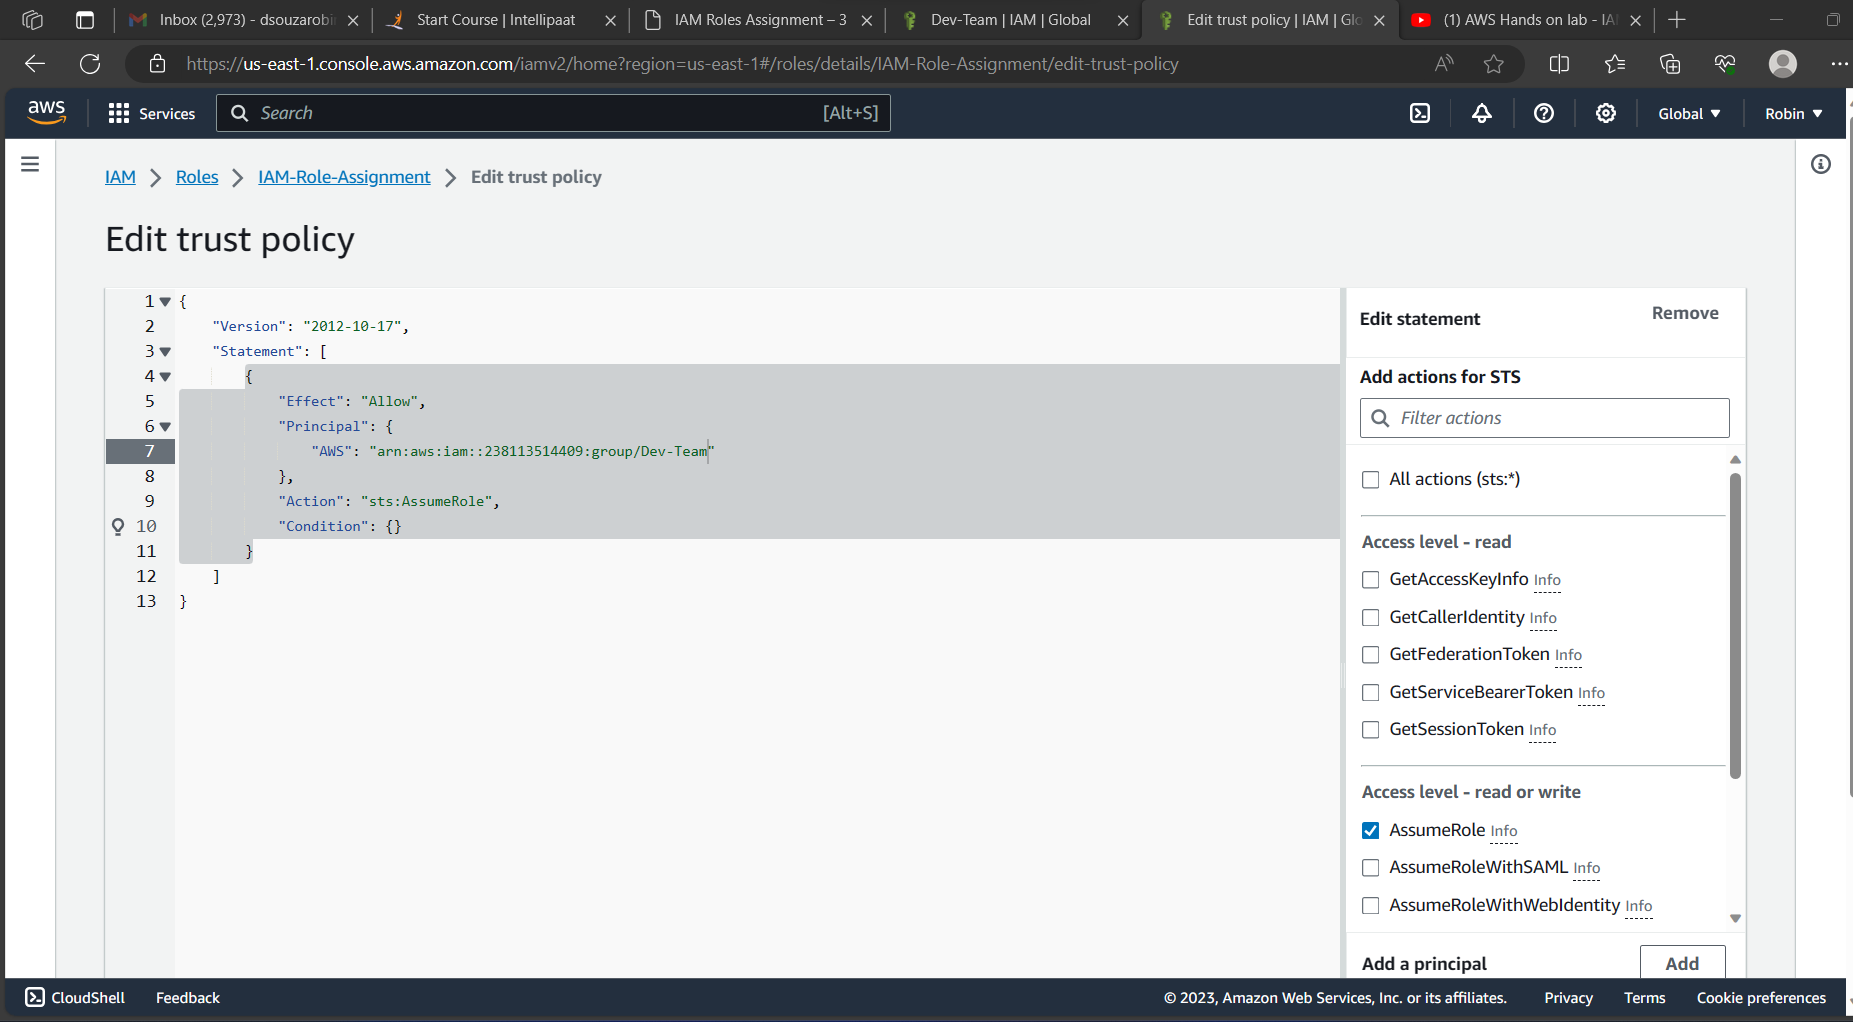 Inbox (2,973) - dsouzarobi
Start Course | Intellipaat
IAM Roles Assignment – 3
Dev-Team | IAM | Global
Edit trust policy | IAM | Glo
(1) AWS Hands on lab - IA
https://us-east-1.console.aws.amazon.com/iamv2/home?region=us-east-1#/roles/details/IAM-Role-Assignment/edit-trust-policy
aws
Services
Search
[Alt+S]
Global
Robin
IAM > Roles > IAM-Role-Assignment > Edit trust policy
Edit trust policy
1 {
2 "Version": "2012-10-17",
3 "Statement": [
4 {
5 "Effect": "Allow",
6 "Principal": {
7 "AWS": "arn:aws:iam::238113514409:group/Dev-Team"
8 },
9 "Action": "sts:AssumeRole",
10 "Condition": {}
11 }
12 ]
13 }
Edit statement
Remove
Add actions for STS
Filter actions
All actions (sts:*)
Access level - read
GetAccessKeyInfo Info
GetCallerIdentity Info
GetFederationToken Info
GetServiceBearerToken Info
GetSessionToken Info
Access level - read or write
AssumeRole Info
AssumeRoleWithSAML Info
AssumeRoleWithWebIdentity Info
Add a principal
Add
CloudShell
Feedback
© 2023, Amazon Web Services, Inc. or its affiliates.
Privacy
Terms
Cookie preferences